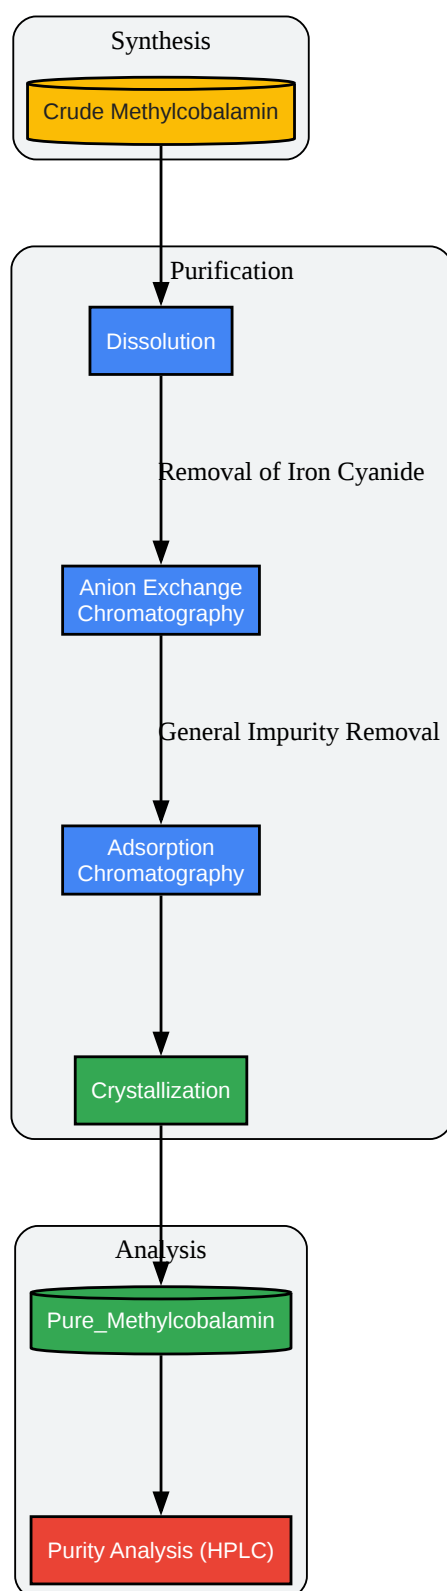 Synthesis
Crude Methylcobalamin
Purification
Dissolution
Removal of Iron Cyanide
Anion Exchange
Chromatography
General Impurity Removal
Adsorption
Chromatography
Crystallization
Analysis
Pure_Methylcobalamin
Purity Analysis (HPLC)